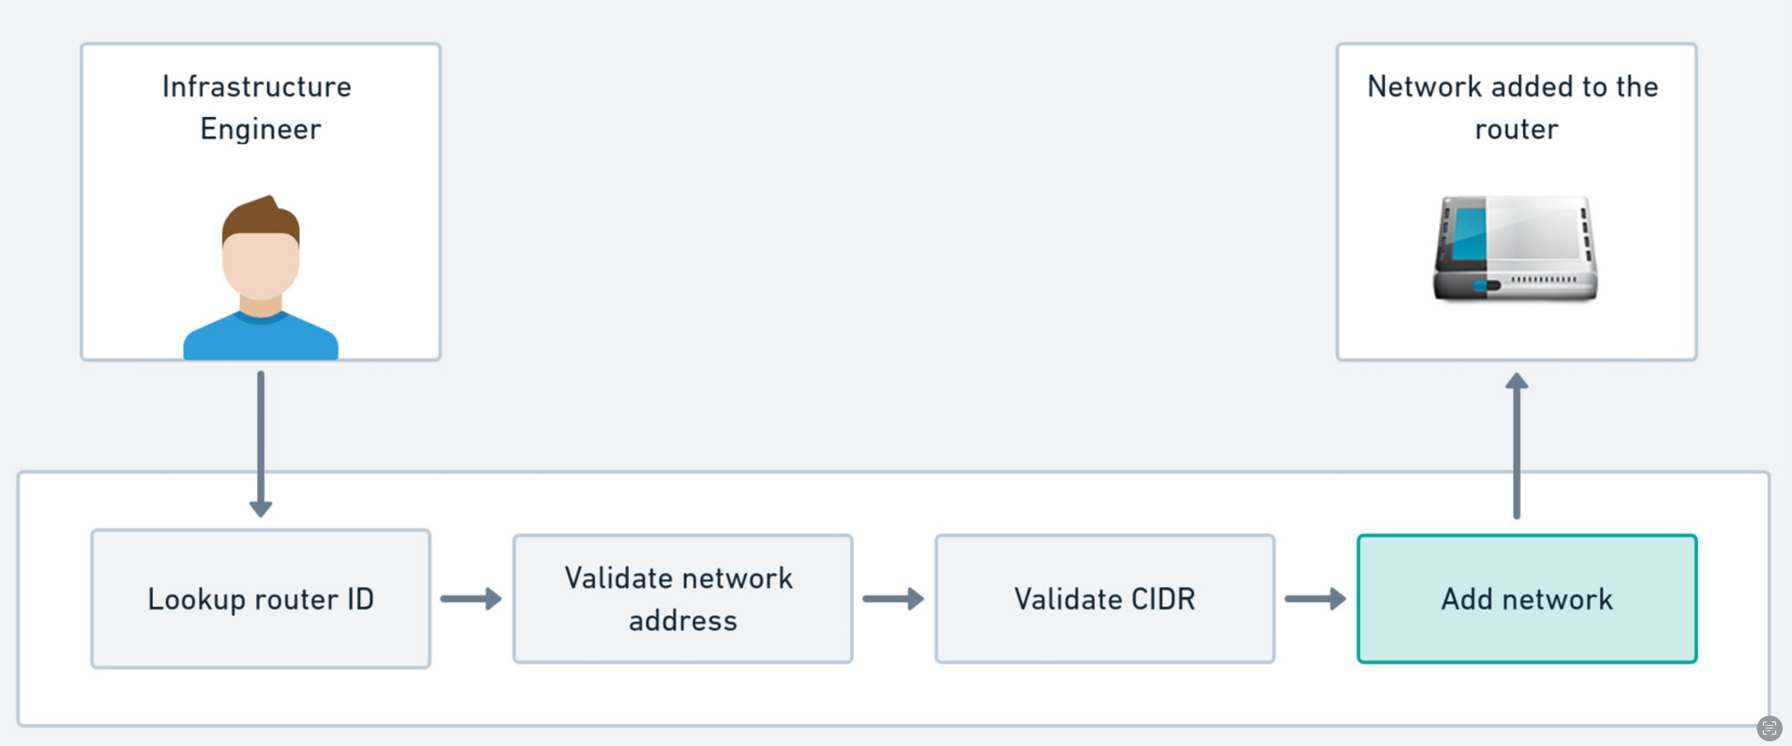 Infrastructure
Engineer
Network added to the
router
Lookup router ID
Validate network
address
Validate CIDR
Add network